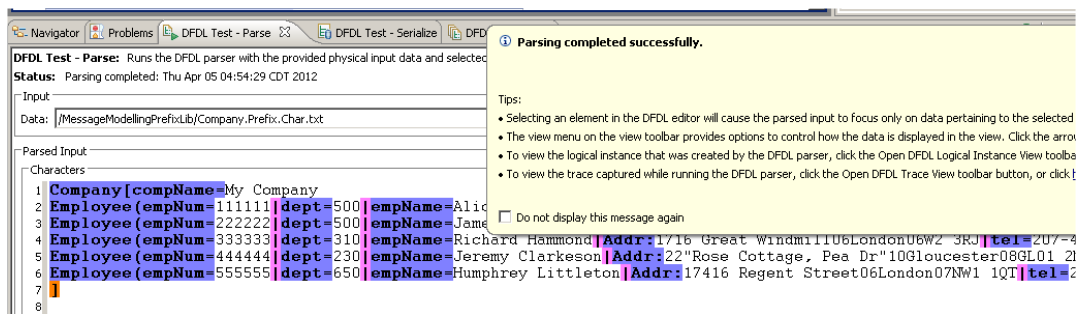 Navigator Problems DFDL Test - Parse DFDL Test - Serialize DFD
DFDL Test - Parse: Runs the DFDL parser with the provided physical input data and selected
Status: Parsing completed: Thu Apr 05 04:54:29 CDT 2012
Input
Data: /MessageModellingPrefixLib/Company.Prefix.Char.txt
Parsed Input
Characters
1 Company[compName=My Company
2 Employee(empNum=111111|dept=500|empName=Alic
3 Employee(empNum=222222|dept=500|empName=Jame
4 Employee(empNum=333333|dept=310|empName=Richard Hammond|Addr:1716 Great Windmill06London06W2 3RJ|tel=207-4
5 Employee(empNum=444444|dept=230|empName=Jeremy Clarkeson|Addr:22"Rose Cottage, Pea Dr"10Gloucester08GL01 2
6 Employee(empNum=555555|dept=650|empName=Humphrey Littleton|Addr:17416 Regent Street06London07NW1 1QT|tel=2
7 ]
8
Parsing completed successfully.
Tips:
• Selecting an element in the DFDL editor will cause the parsed input to focus only on data pertaining to the selected
• The view menu on the view toolbar provides options to control how the data is displayed in the view. Click the arrow
• To view the logical instance that was created by the DFDL parser, click the Open DFDL Logical Instance View toolba
• To view the trace captured while running the DFDL parser, click the Open DFDL Trace View toolbar button, or click h
Do not display this message again